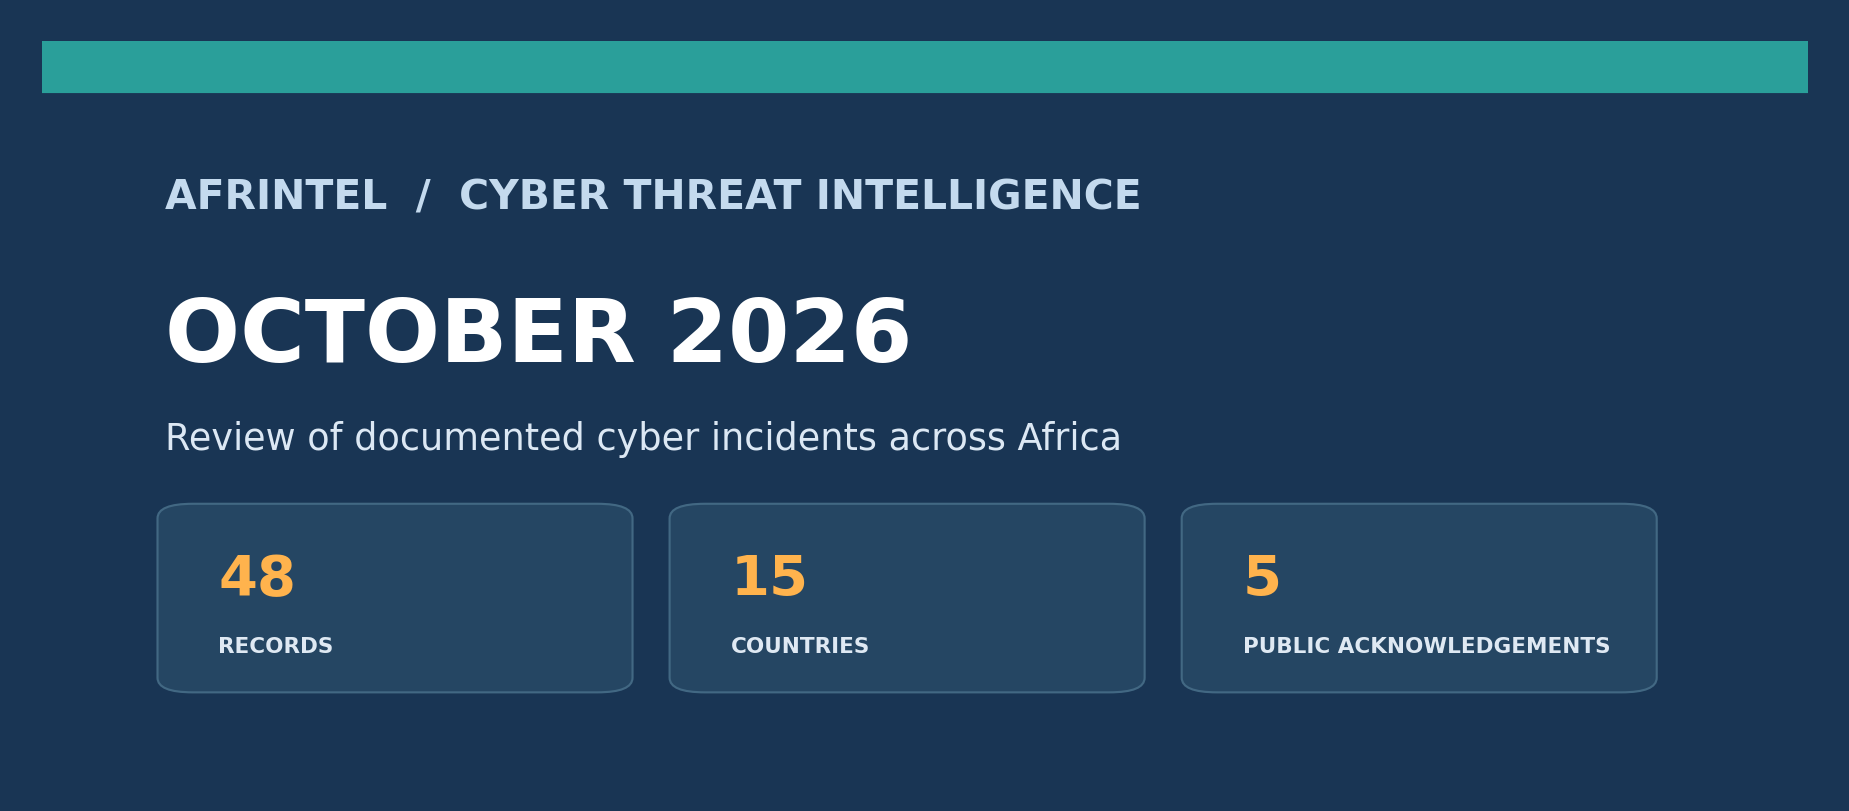 AFRINTEL / CYBER THREAT INTELLIGENCE
OCTOBER 2026
Review of documented cyber incidents across Africa
48
RECORDS
15
COUNTRIES
5
PUBLIC ACKNOWLEDGEMENTS